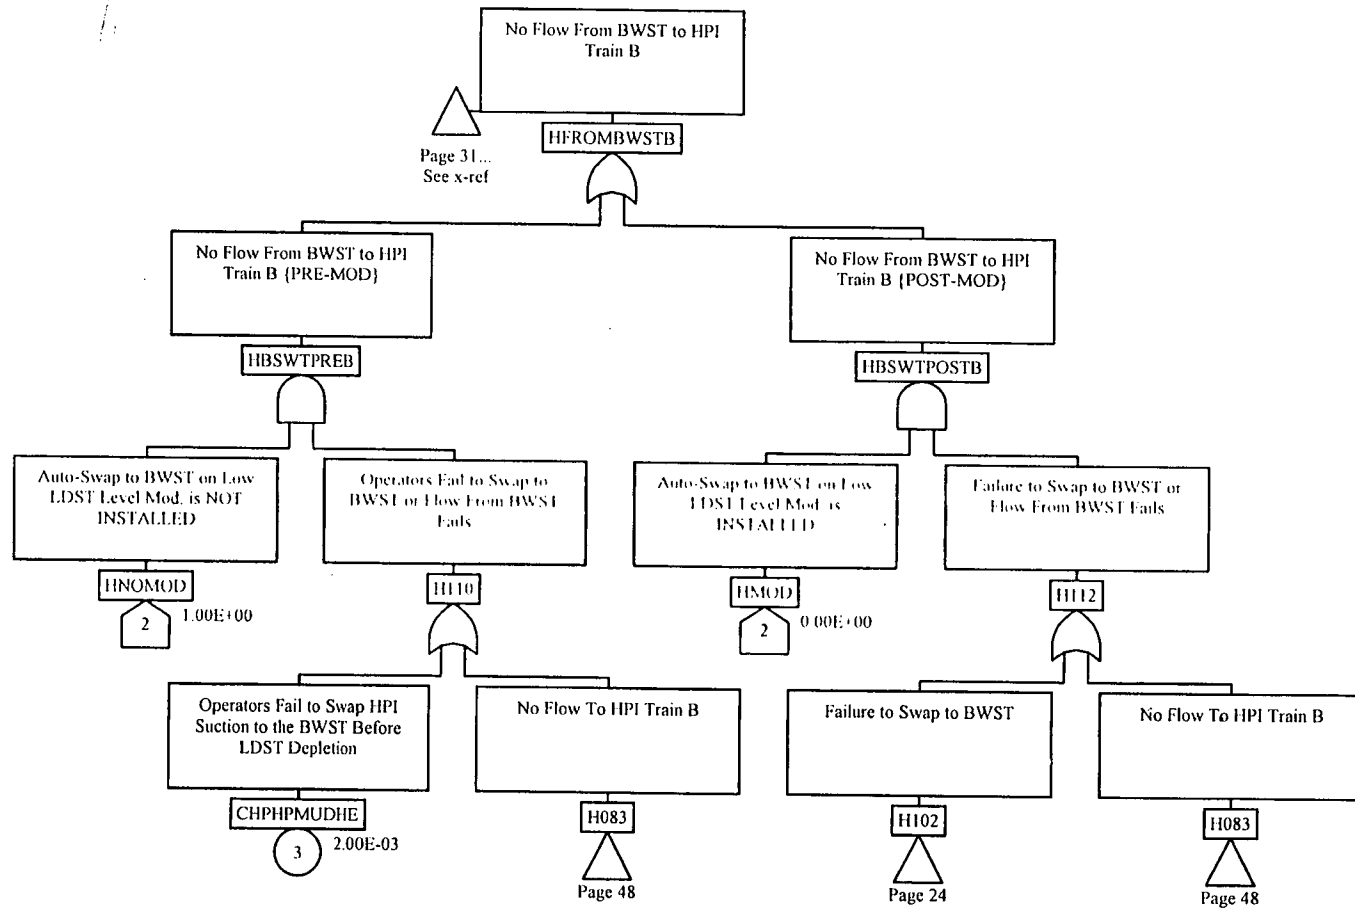 No Flow From BWST to HPI
Train B
HFROMBWSTB
Page 31...
See x-ref
No Flow From BWST to HPI
Train B {PRE-MOD}
HBSWTPREB
No Flow From BWST to HPI
Train B {POST-MOD}
HBSWTPOSTB
Auto-Swap to BWST on Low
LDST Level Mod. is NOT
INSTALLED
HNOMOD
2
1.00E+00
Operators Fail to Swap to
BWST or Flow From BWST
Fails
H110
Auto-Swap to BWST on Low
LDST Level Mod. is
INSTALLED
HMOD
2
0.00E+00
Failure to Swap to BWST or
Flow From BWST Fails
H112
Operators Fail to Swap HPI
Suction to the BWST Before
LDST Depletion
CHPHPMUDHE
3
2.00E-03
No Flow To HPI Train B
H083
Page 48
Failure to Swap to BWST
H102
Page 24
No Flow To HPI Train B
H083
Page 48